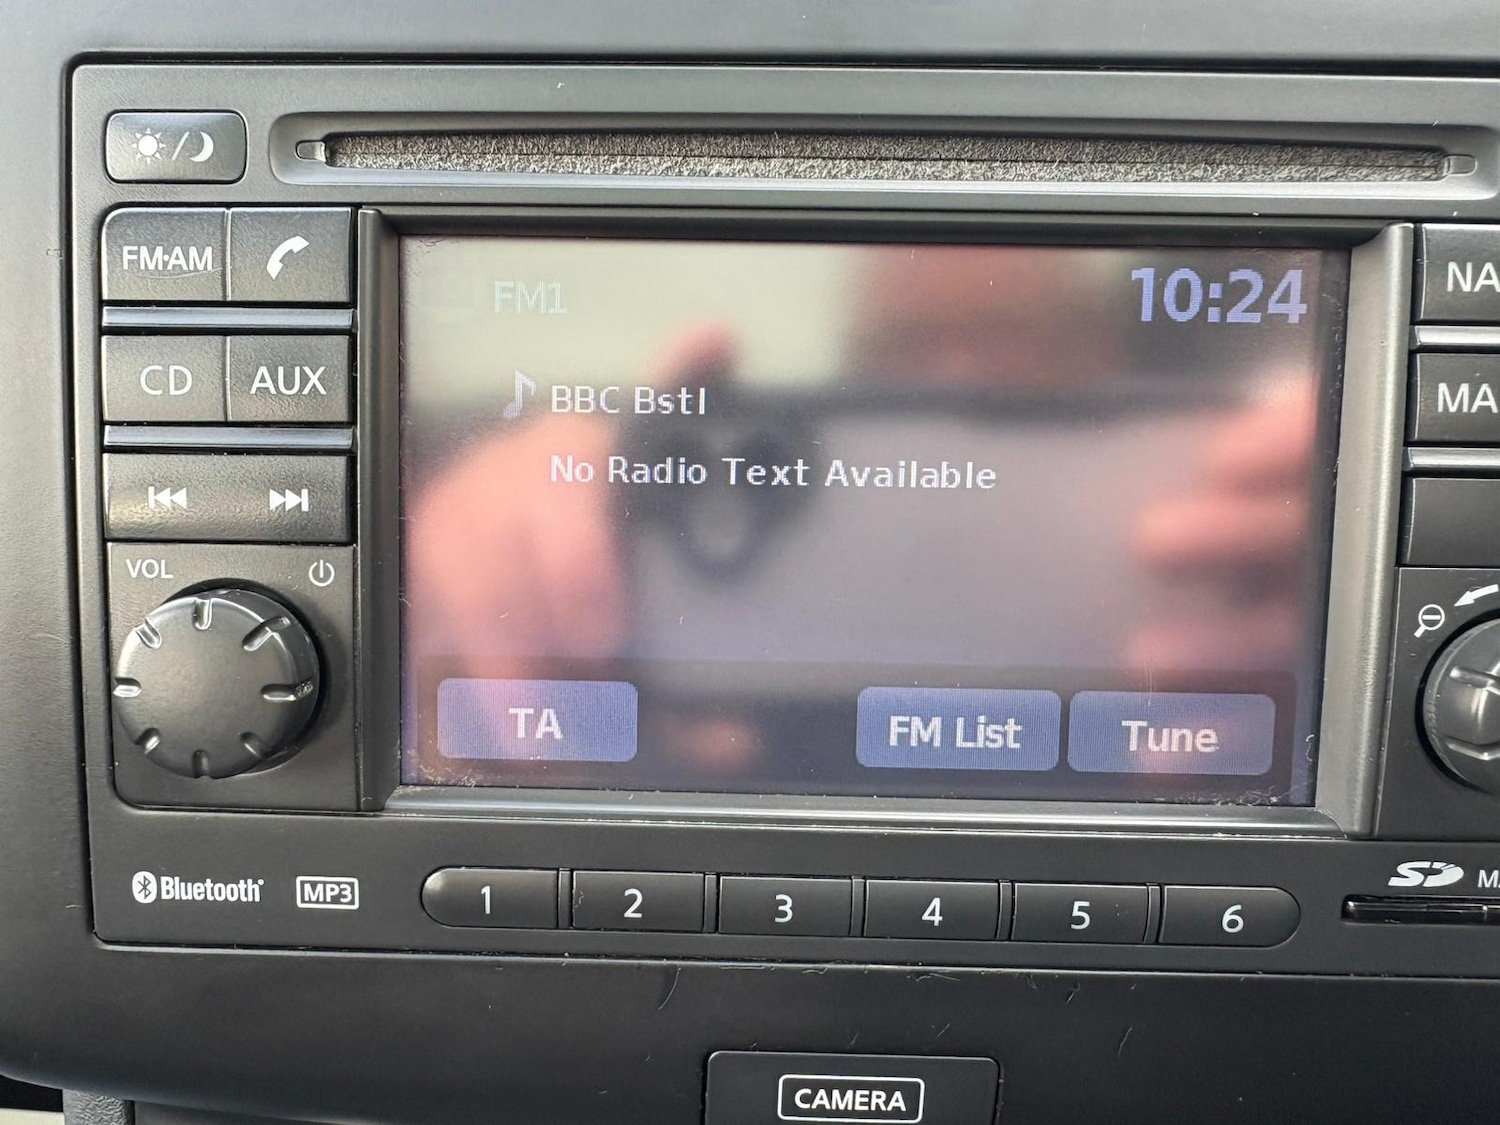 FM·AM
CD
AUX
VOL
FM1
10:24
BBC Bstl
No Radio Text Available
TA
FM List
Tune
NA
MA
Bluetooth
MP3
1
2
3
4
5
6
CAMERA